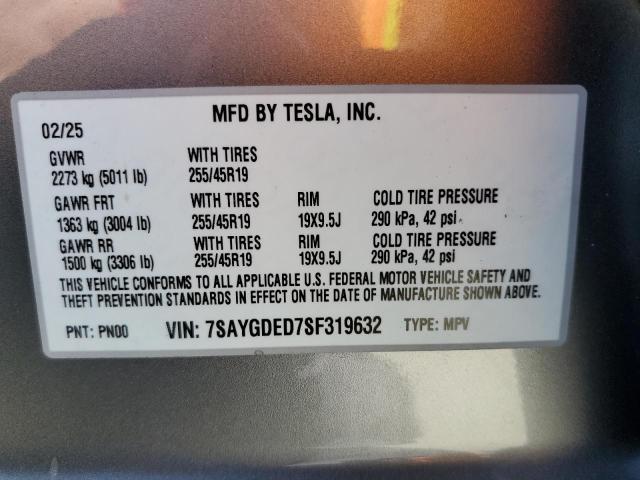 MFD BY TESLA, INC.
02/25
GVWR WITH TIRES
2273 kg (5011 lb) 255/45R19
GAWR FRT WITH TIRES RIM COLD TIRE PRESSURE
1363 kg (3004 lb) 255/45R19 19X9.5J 290 kPa, 42 psi
GAWR RR WITH TIRES RIM COLD TIRE PRESSURE
1500 kg (3306 lb) 255/45R19 19X9.5J 290 kPa, 42 psi
THIS VEHICLE CONFORMS TO ALL APPLICABLE U.S. FEDERAL MOTOR VEHICLE SAFETY AND
THEFT PREVENTION STANDARDS IN EFFECT ON THE DATE OF MANUFACTURE SHOWN ABOVE.
PNT: PN00 VIN: 7SAYGDED7SF319632 TYPE: MPV